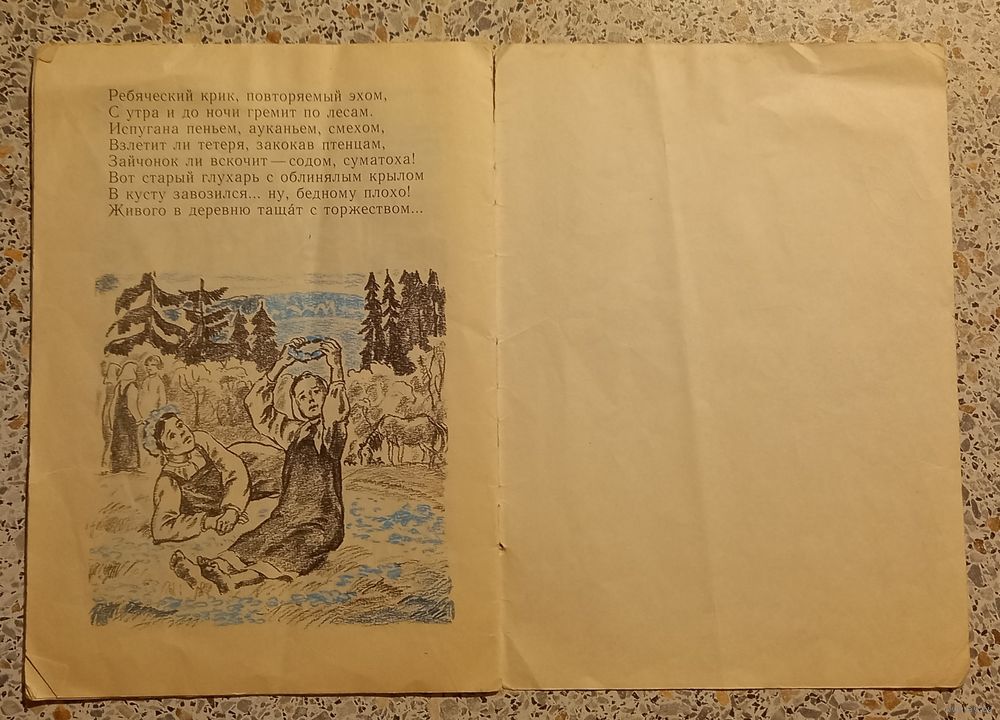 Ребяческий крик, повторяемый эхом,
С утра и до ночи гремит по лесам.
Испугана пеньем, ауканьем, смехом,
Взлетит ли тетеря, закокав птенцам,
Зайчонок ли вскочит — содом, суматоха!
Вот старый глухарь с облинялым крылом
В кусту завозился... ну, бедному плохо!
Живого в деревню таща́т с торжеством...